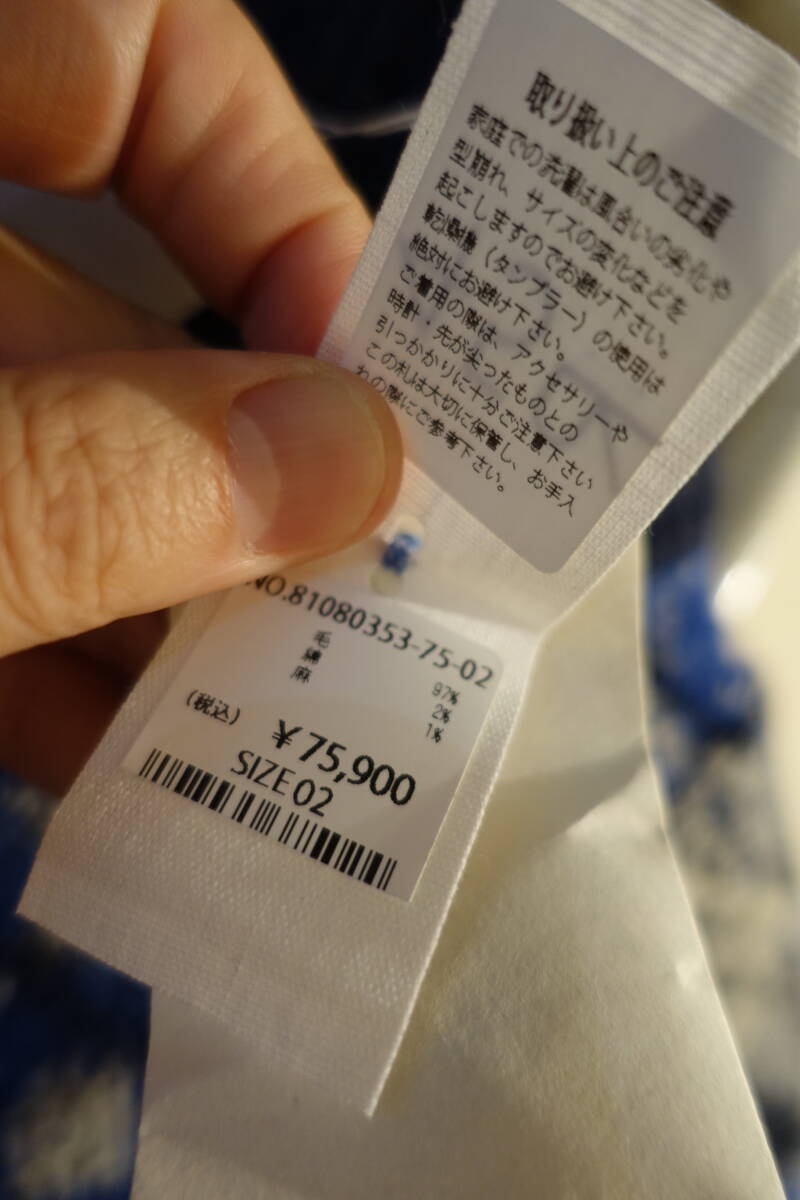 取り扱い上のご注意
家庭での洗濯は風合いの劣化や
型崩れ、サイズの変化などを
起こしますのでお避け下さい。
乾燥機（タンブラー）の使用は
絶対にお避け下さい。
ご着用の際は、アクセサリーや
時計・先が尖ったものとの
引っかかりに十分ご注意下さい
この札は大切に保管し、お手入
れの際にご参考下さい。
NO.81080353-75-02
毛 97%
綿 2%
麻 1%
(税込) ¥75,900
SIZE 02